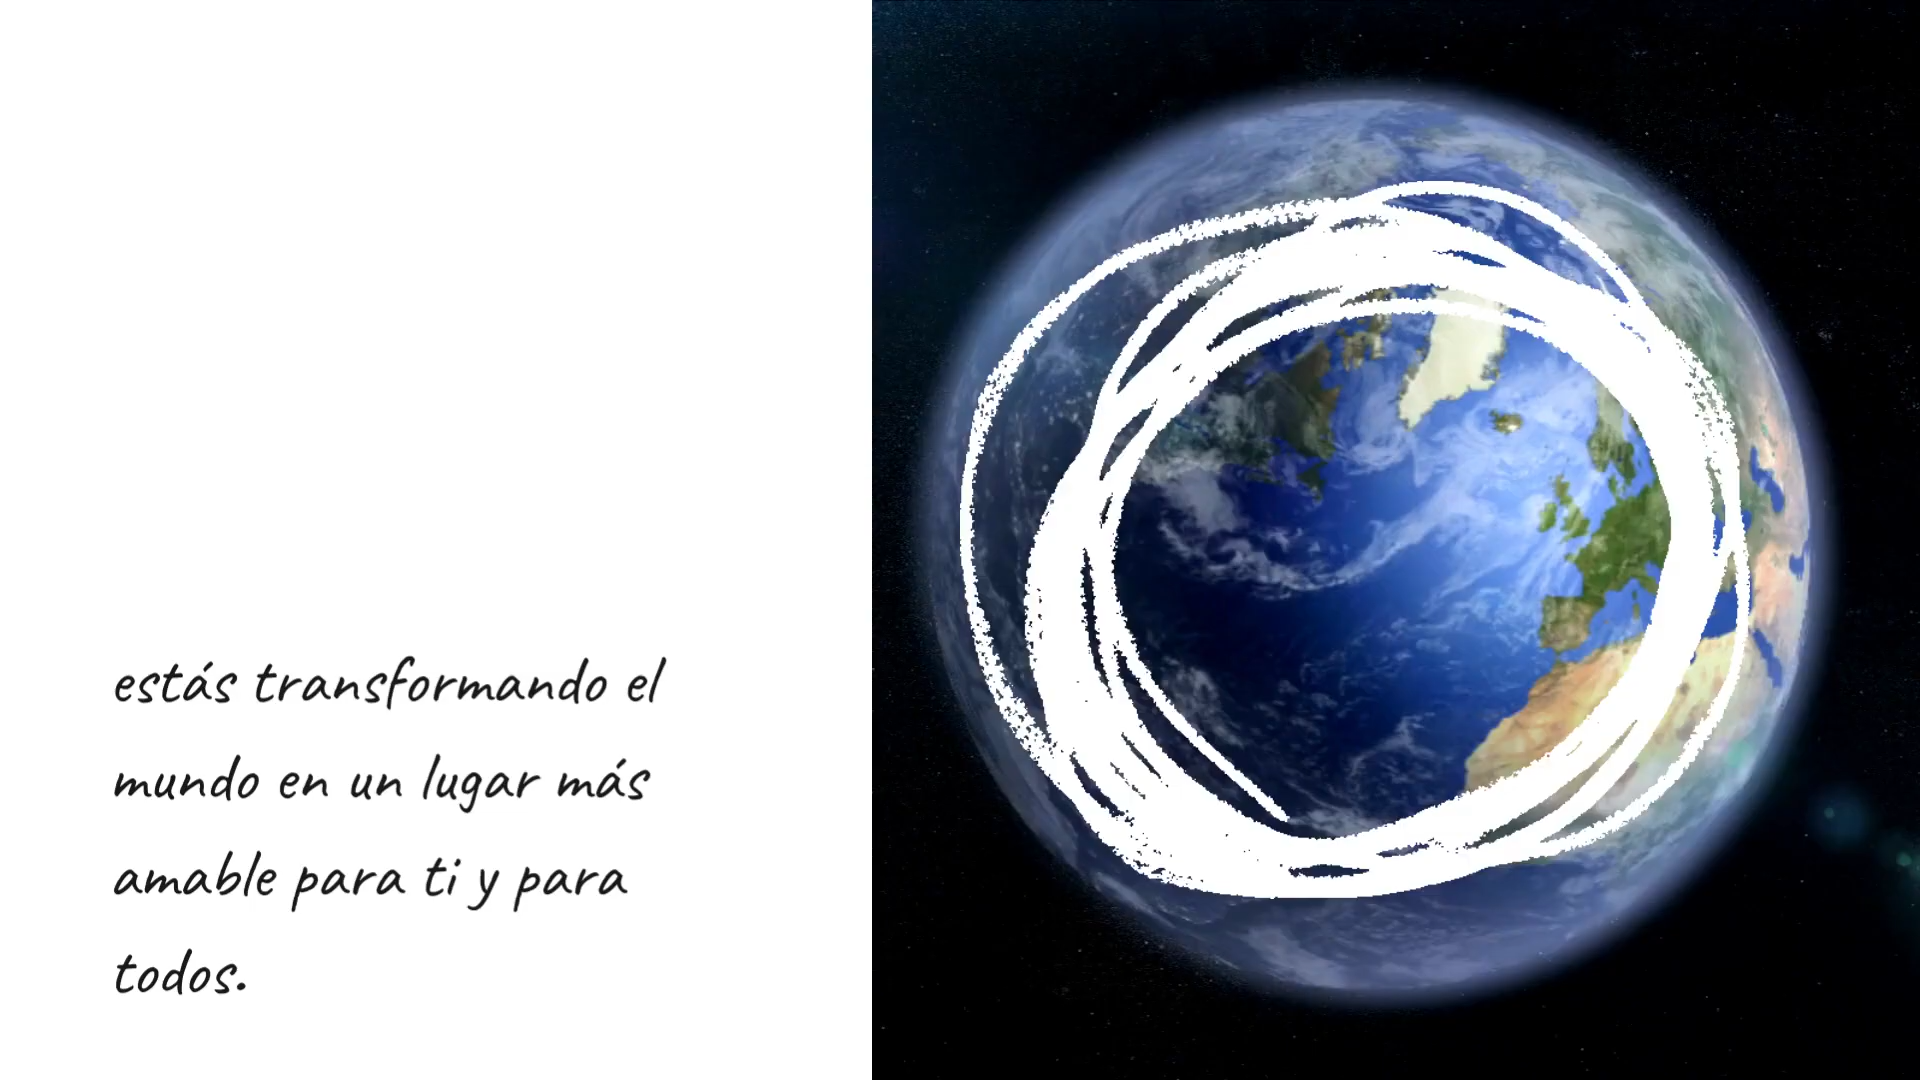 estás transformando el
mundo en un lugar más
amable para ti y para
todos.